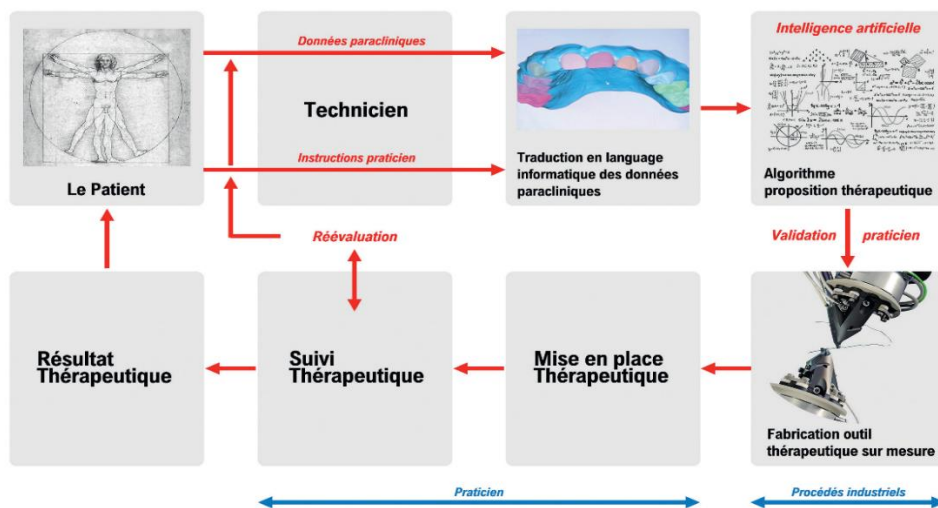 Le Patient
Données paracliniques
Technicien
Instructions praticien
Traduction en language
informatique des données
paracliniques
Intelligence artificielle
Algorithme
proposition thérapeutique
Réévaluation
Validation praticien
Résultat
Thérapeutique
Suivi
Thérapeutique
Mise en place
Thérapeutique
Fabrication outil
thérapeutique sur mesure
Praticien
Procédés industriels